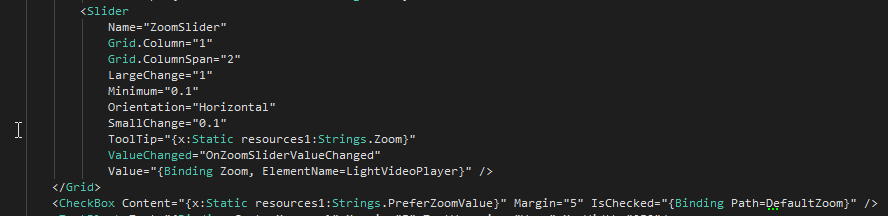 <Slider
Name="ZoomSlider"
Grid.Column="1"
Grid.ColumnSpan="2"
LargeChange="1"
Minimum="0.1"
Orientation="Horizontal"
SmallChange="0.1"
ToolTip="{x:Static resources1:Strings.Zoom}"
ValueChanged="OnZoomSliderValueChanged"
Value="{Binding Zoom, ElementName=LightVideoPlayer}" />
</Grid>
<CheckBox Content="{x:Static resources1:Strings.PreferZoomValue}" Margin="5" IsChecked="{Binding Path=DefaultZoom}" />